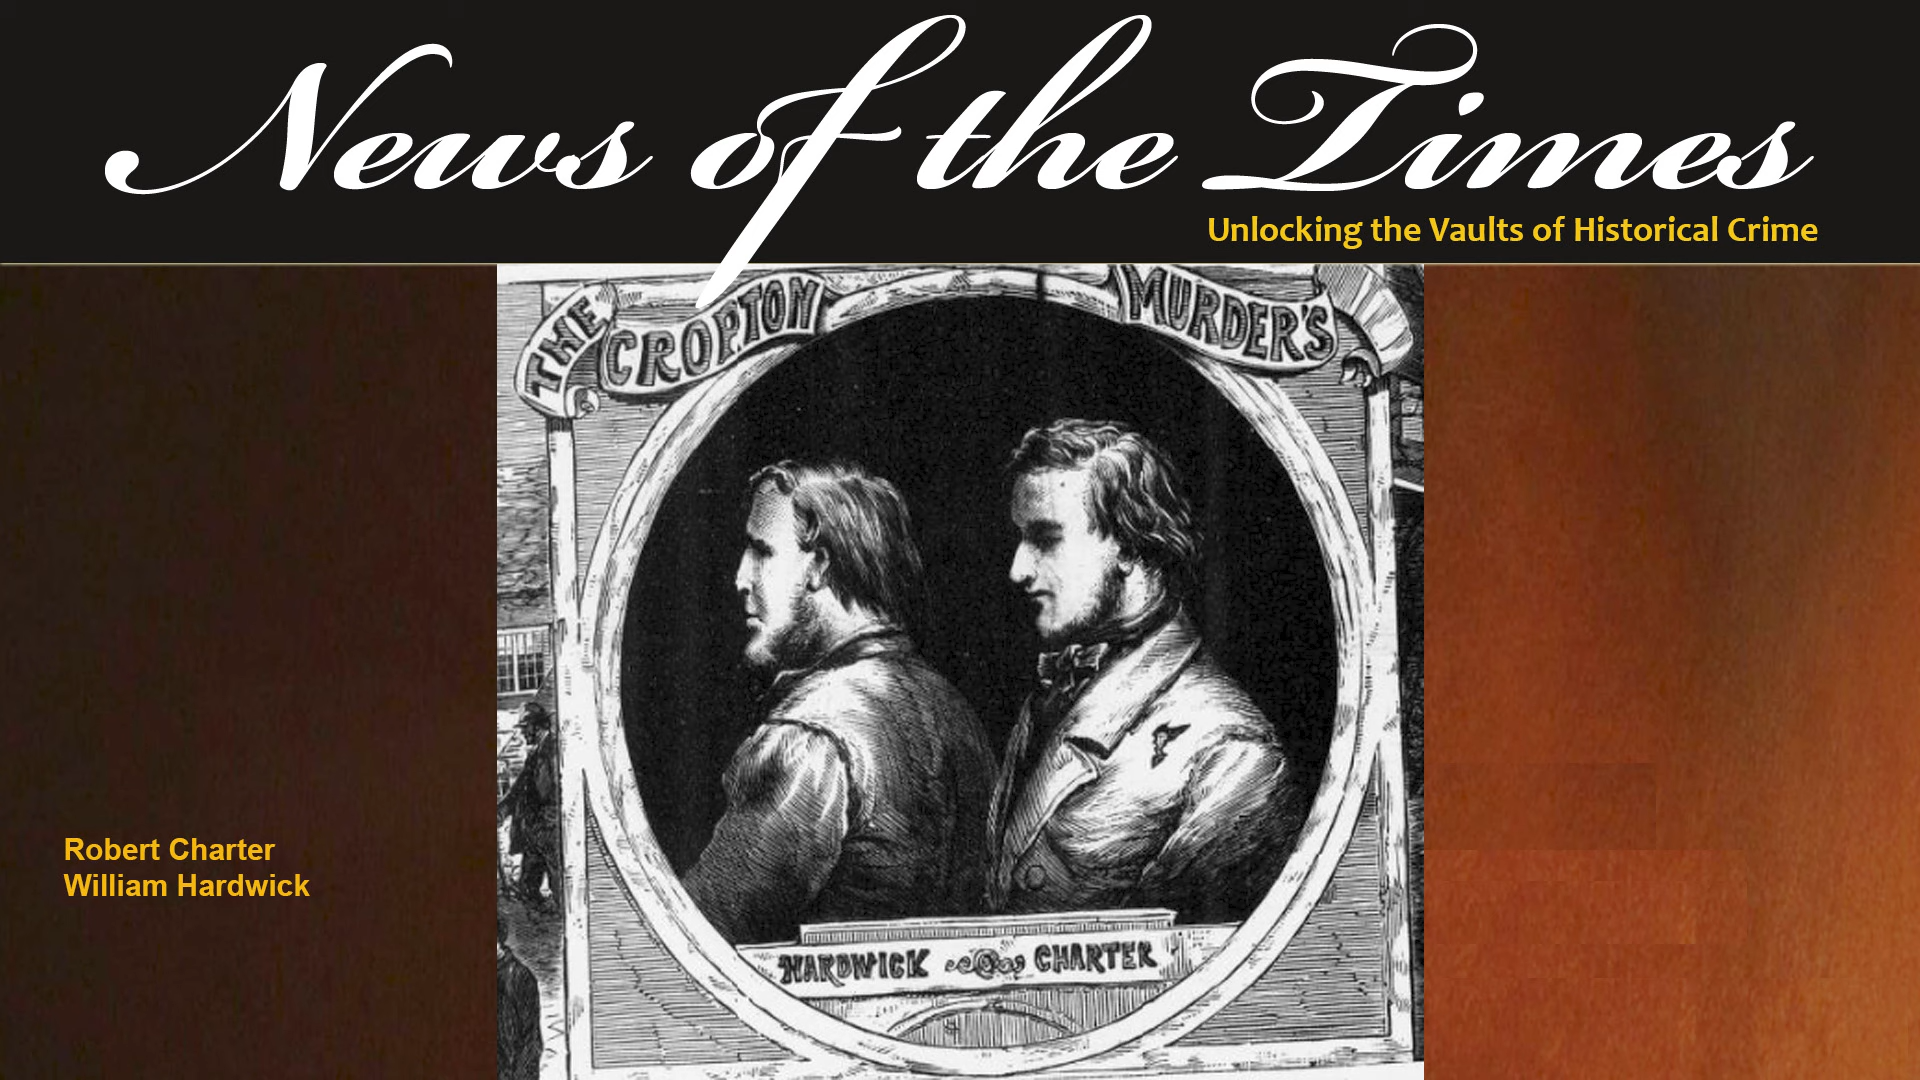 News of the Times
Unlocking the Vaults of Historical Crime
THE CROPTON MURDER'S
Robert Charter
William Hardwick
HARDWICK CHARTER